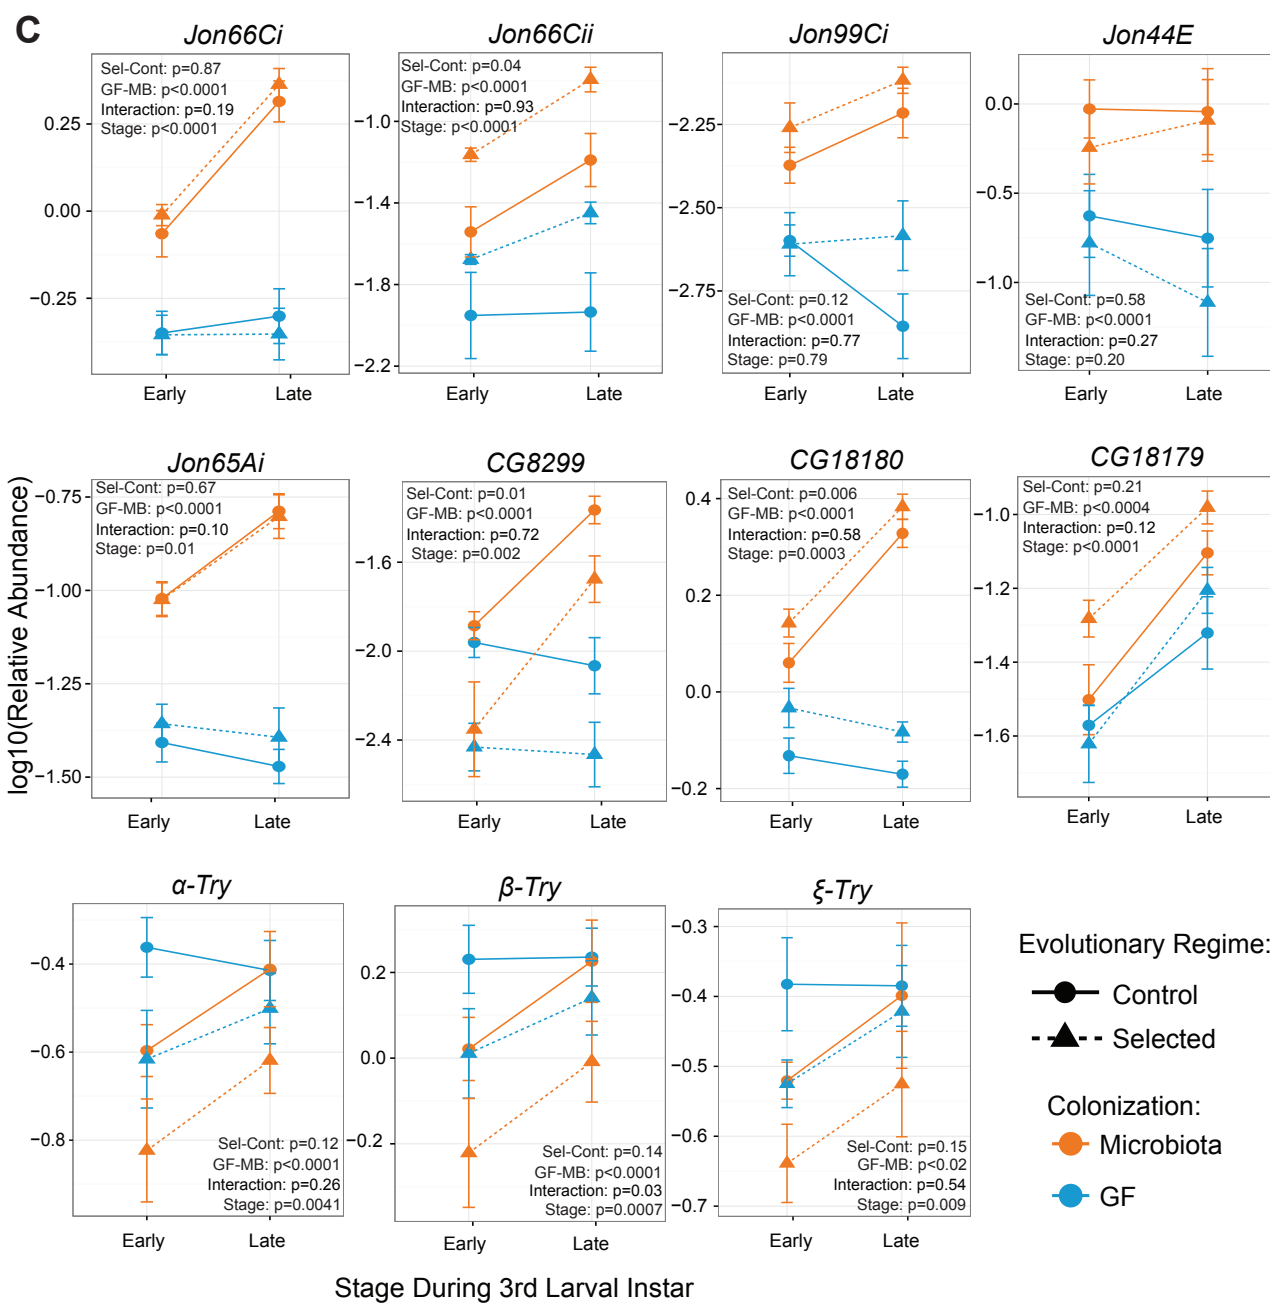 C
Jon66Ci
Jon66Cii
Jon99Ci
Jon44E
Sel-Cont: p=0.87
GF-MB: p<0.0001
Interaction: p=0.19
Stage: p<0.0001
0.25
0.00
−0.25
Early
Late
Sel-Cont: p=0.04
GF-MB: p<0.0001
Interaction: p=0.93
Stage: p<0.0001
−1.0
−1.4
−1.8
−2.2
Early
Late
−2.25
−2.50
−2.75
Sel-Cont: p=0.12
GF-MB: p<0.0001
Interaction: p=0.77
Stage: p=0.79
Early
Late
0.0
−0.5
−1.0
Sel-Cont: p=0.58
GF-MB: p<0.0001
Interaction: p=0.27
Stage: p=0.20
Early
Late
log10(Relative Abundance)
Jon65Ai
CG8299
CG18180
CG18179
Sel-Cont: p=0.67
GF-MB: p<0.0001
Interaction: p=0.10
Stage: p=0.01
−0.75
−1.00
−1.25
−1.50
Early
Late
Sel-Cont: p=0.01
GF-MB: p<0.0001
Interaction: p=0.72
Stage: p=0.002
−1.6
−2.0
−2.4
Early
Late
Sel-Cont: p=0.006
GF-MB: p<0.0001
Interaction: p=0.58
Stage: p=0.0003
0.4
0.2
0.0
−0.2
Early
Late
Sel-Cont: p=0.21
GF-MB: p<0.0004
Interaction: p=0.12
Stage: p<0.0001
−1.0
−1.2
−1.4
−1.6
Early
Late
α-Try
β-Try
ξ-Try
−0.4
−0.6
−0.8
Sel-Cont: p=0.12
GF-MB: p<0.0001
Interaction: p=0.26
Stage: p=0.0041
Early
Late
0.2
0.0
−0.2
Sel-Cont: p=0.14
GF-MB: p<0.0001
Interaction: p=0.03
Stage: p=0.0007
Early
Late
−0.3
−0.4
−0.5
−0.6
−0.7
Sel-Cont: p=0.15
GF-MB: p<0.02
Interaction: p=0.54
Stage: p=0.009
Early
Late
Evolutionary Regime:
Control
Selected
Colonization:
Microbiota
GF
Stage During 3rd Larval Instar